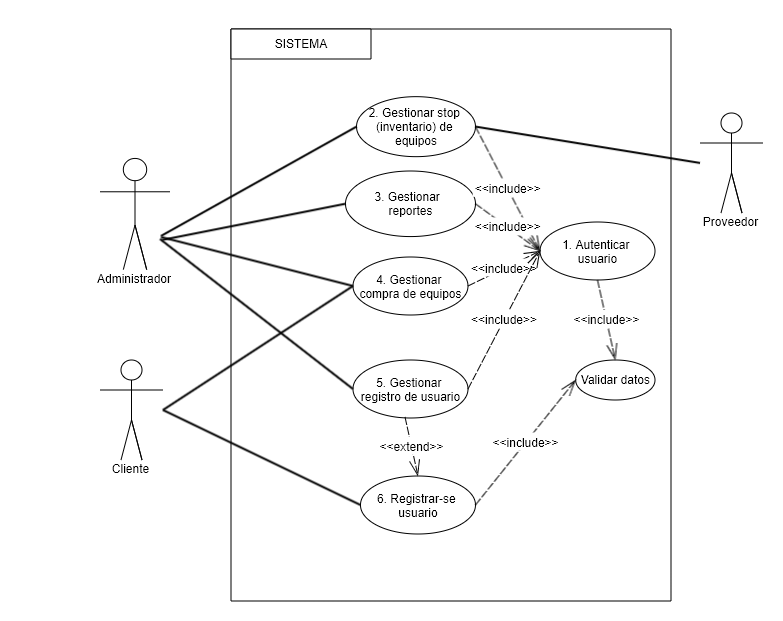 SISTEMA
2. Gestionar stop
(inventario) de
equipos
<<include>>
3. Gestionar
reportes
<<include>>
Proveedor
1. Autenticar
usuario
Administrador
4. Gestionar
compra de equipos
<<include>>
<<include>>
<<include>>
5. Gestionar
registro de usuario
Validar datos
<<extend>>
<<include>>
Cliente
6. Registrar-se
usuario